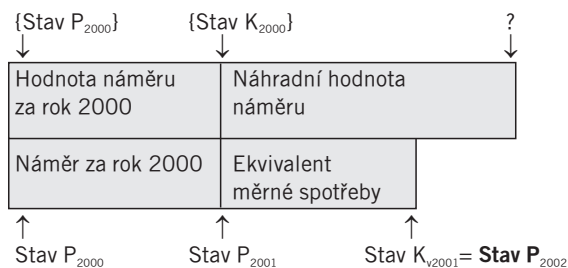 {Stav P2000} {Stav K2000} ?
Hodnota náměru Náhradní hodnota
za rok 2000 náměru
Náměr za rok 2000 Ekvivalent
měrné spotřeby
Stav P2000 Stav P2001 Stav Kv2001= Stav P2002